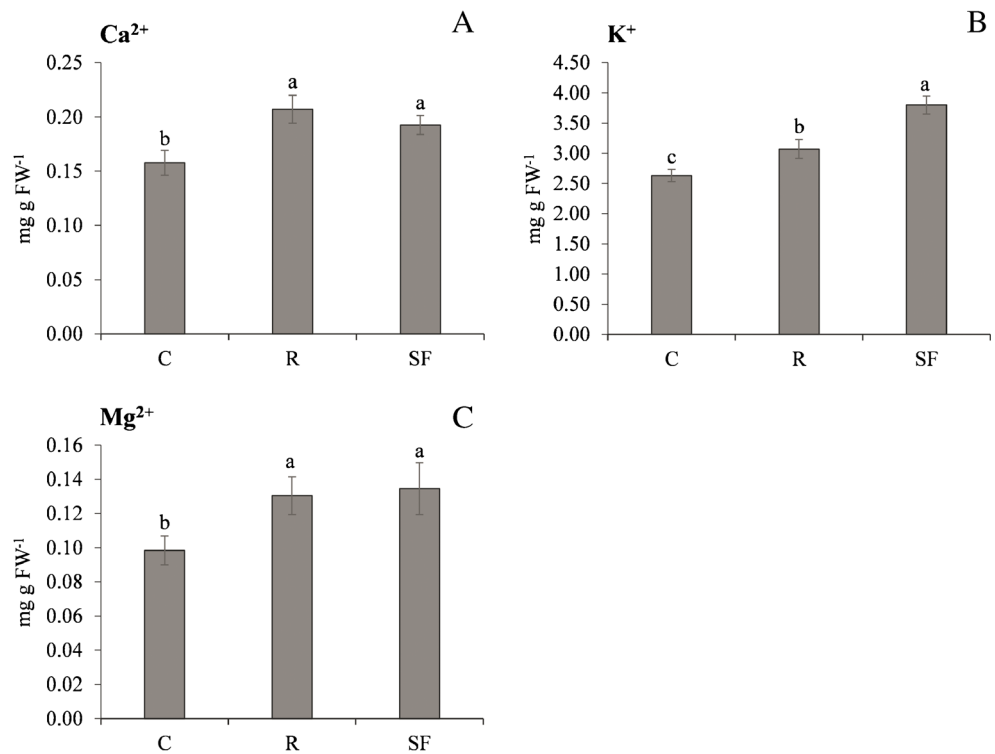 Ca²⁺ A
mg g FW⁻¹
0.25
0.20
0.15
0.10
0.05
0.00
b
a
a
C R SF
K⁺ B
mg g FW⁻¹
4.50
4.00
3.50
3.00
2.50
2.00
1.50
1.00
0.50
0.00
c
b
a
C R SF
Mg²⁺ C
mg g FW⁻¹
0.16
0.14
0.12
0.10
0.08
0.06
0.04
0.02
0.00
b
a
a
C R SF